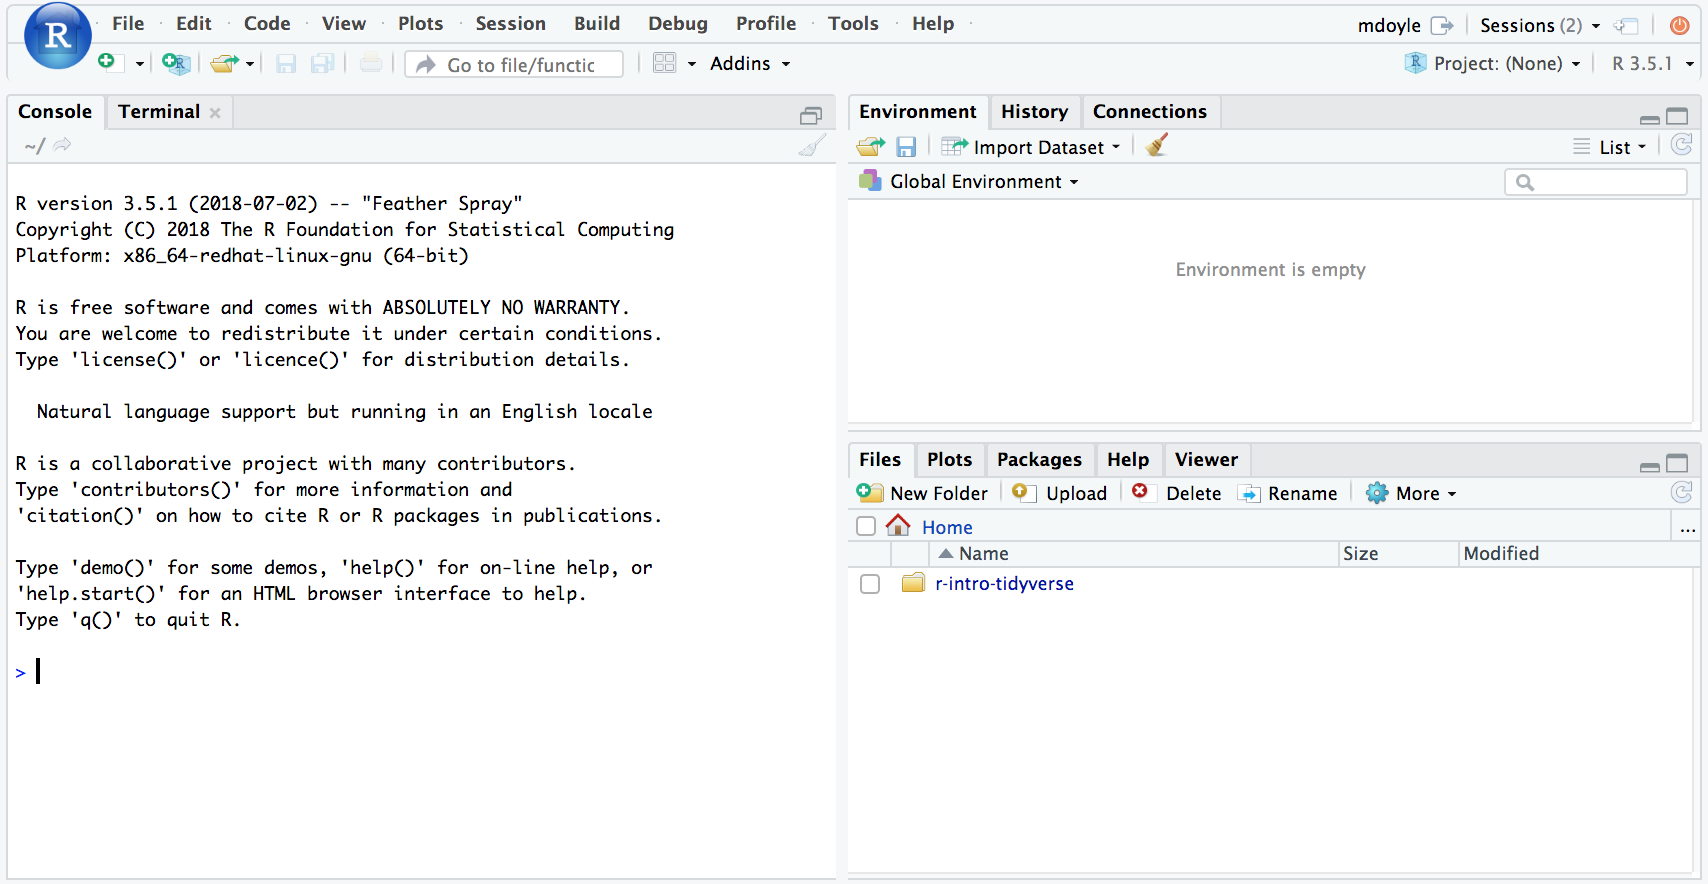 R
File Edit Code View Plots Session Build Debug Profile Tools Help
mdoyle Sessions (2)
Go to file/functic Addins
Project: (None) R 3.5.1
Console Terminal
~/
R version 3.5.1 (2018-07-02) -- "Feather Spray"
Copyright (C) 2018 The R Foundation for Statistical Computing
Platform: x86_64-redhat-linux-gnu (64-bit)
R is free software and comes with ABSOLUTELY NO WARRANTY.
You are welcome to redistribute it under certain conditions.
Type 'license()' or 'licence()' for distribution details.
Natural language support but running in an English locale
R is a collaborative project with many contributors.
Type 'contributors()' for more information and
'citation()' on how to cite R or R packages in publications.
Type 'demo()' for some demos, 'help()' for on-line help, or
'help.start()' for an HTML browser interface to help.
Type 'q()' to quit R.
>
Environment History Connections
Import Dataset List
Global Environment
Environment is empty
Files Plots Packages Help Viewer
New Folder Upload Delete Rename More
Home ...
Name Size Modified
r-intro-tidyverse